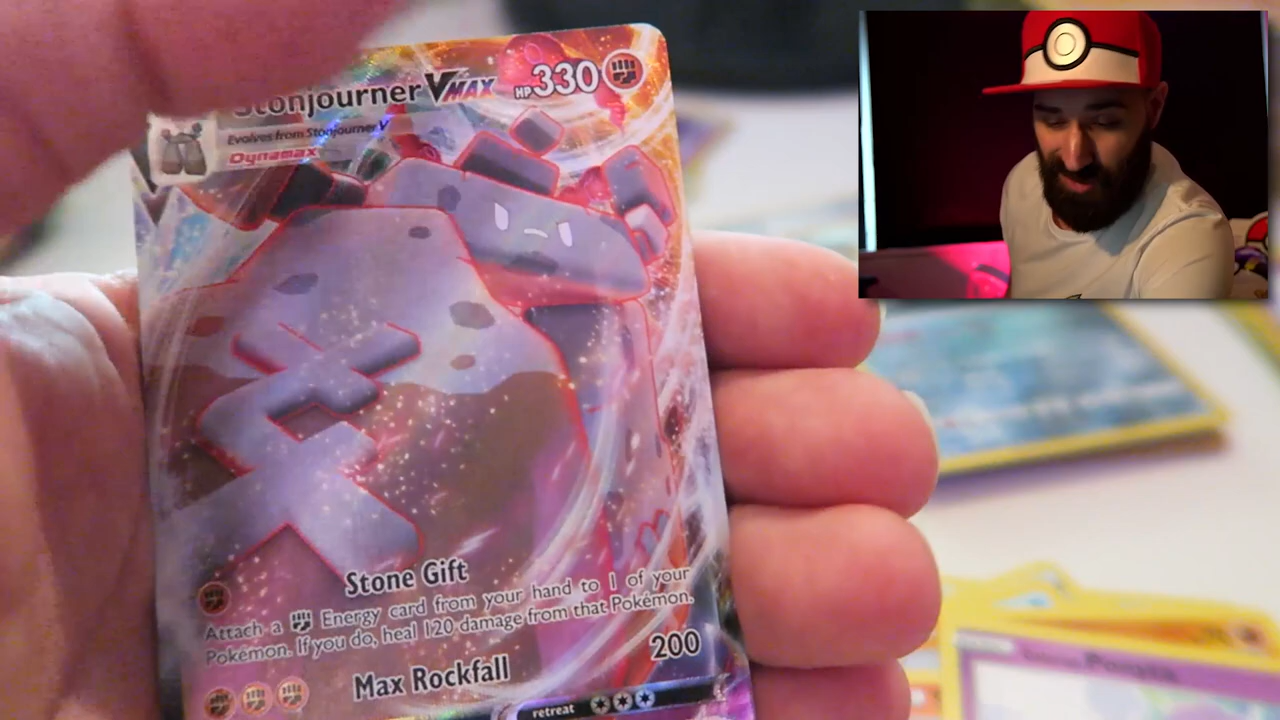 Stonjourner VMAX HP 330
Evolves from Stonjourner V
Dynamax
Stone Gift
Attach a Energy card from your hand to 1 of your
Pokémon. If you do, heal 120 damage from that Pokémon.
Max Rockfall 200
retreat
Ponyta